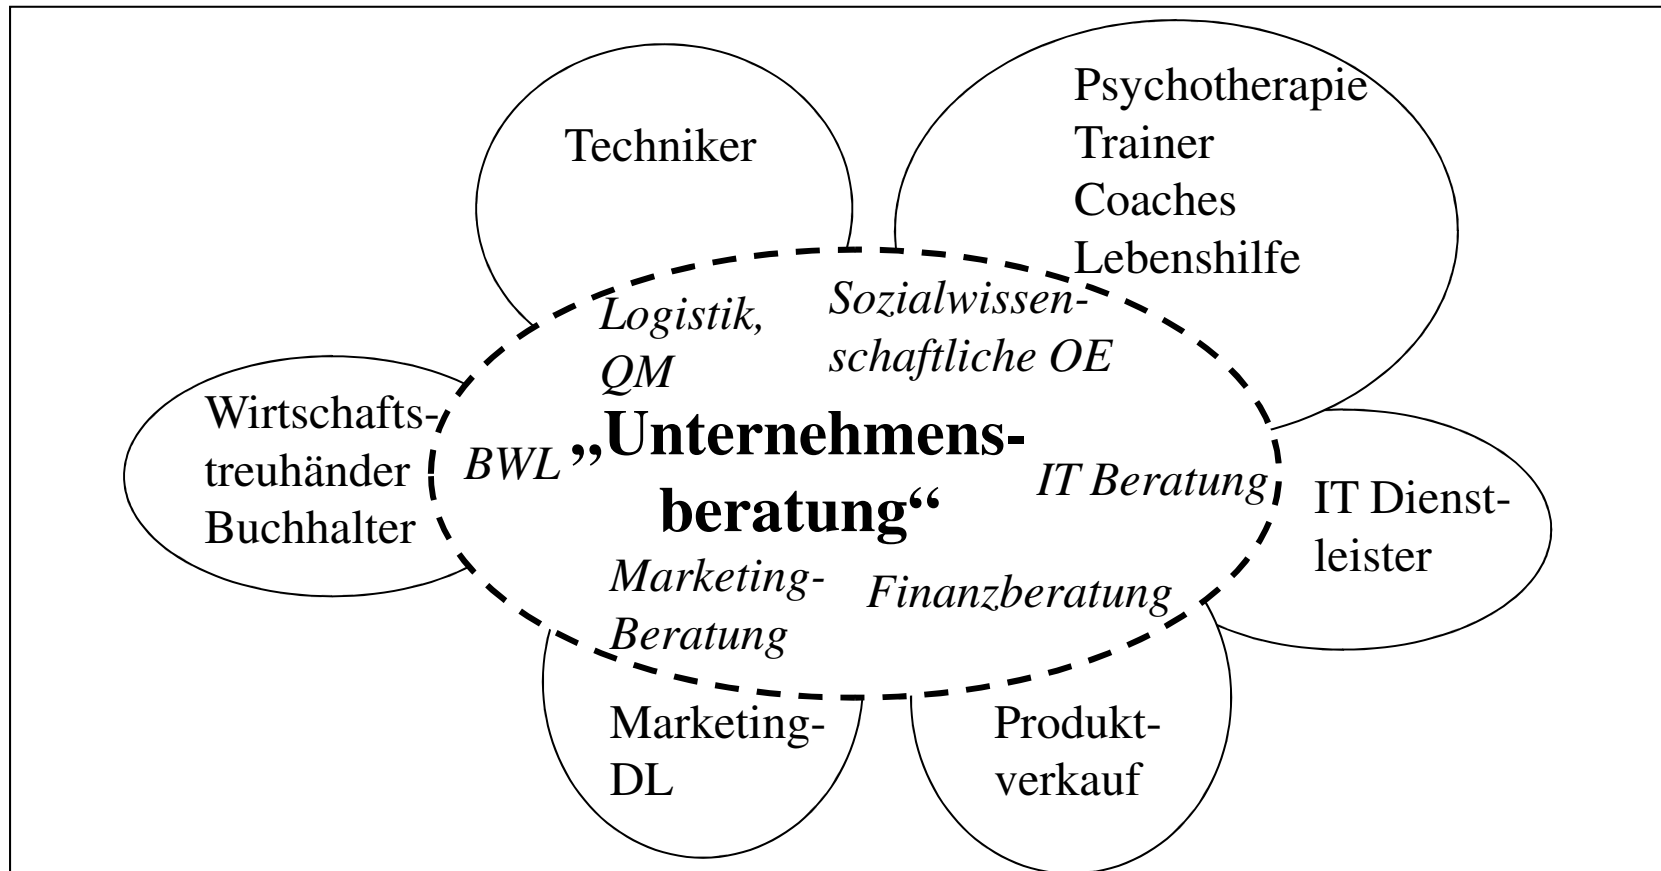 Techniker
Psychotherapie
Trainer
Coaches
Lebenshilfe
Logistik,
QM
Sozialwissen-
schaftliche OE
Wirtschafts-
treuhänder
Buchhalter
BWL
„Unternehmens-
beratung“
IT Beratung
IT Dienst-
leister
Marketing-
Beratung
Finanzberatung
Marketing-
DL
Produkt-
verkauf